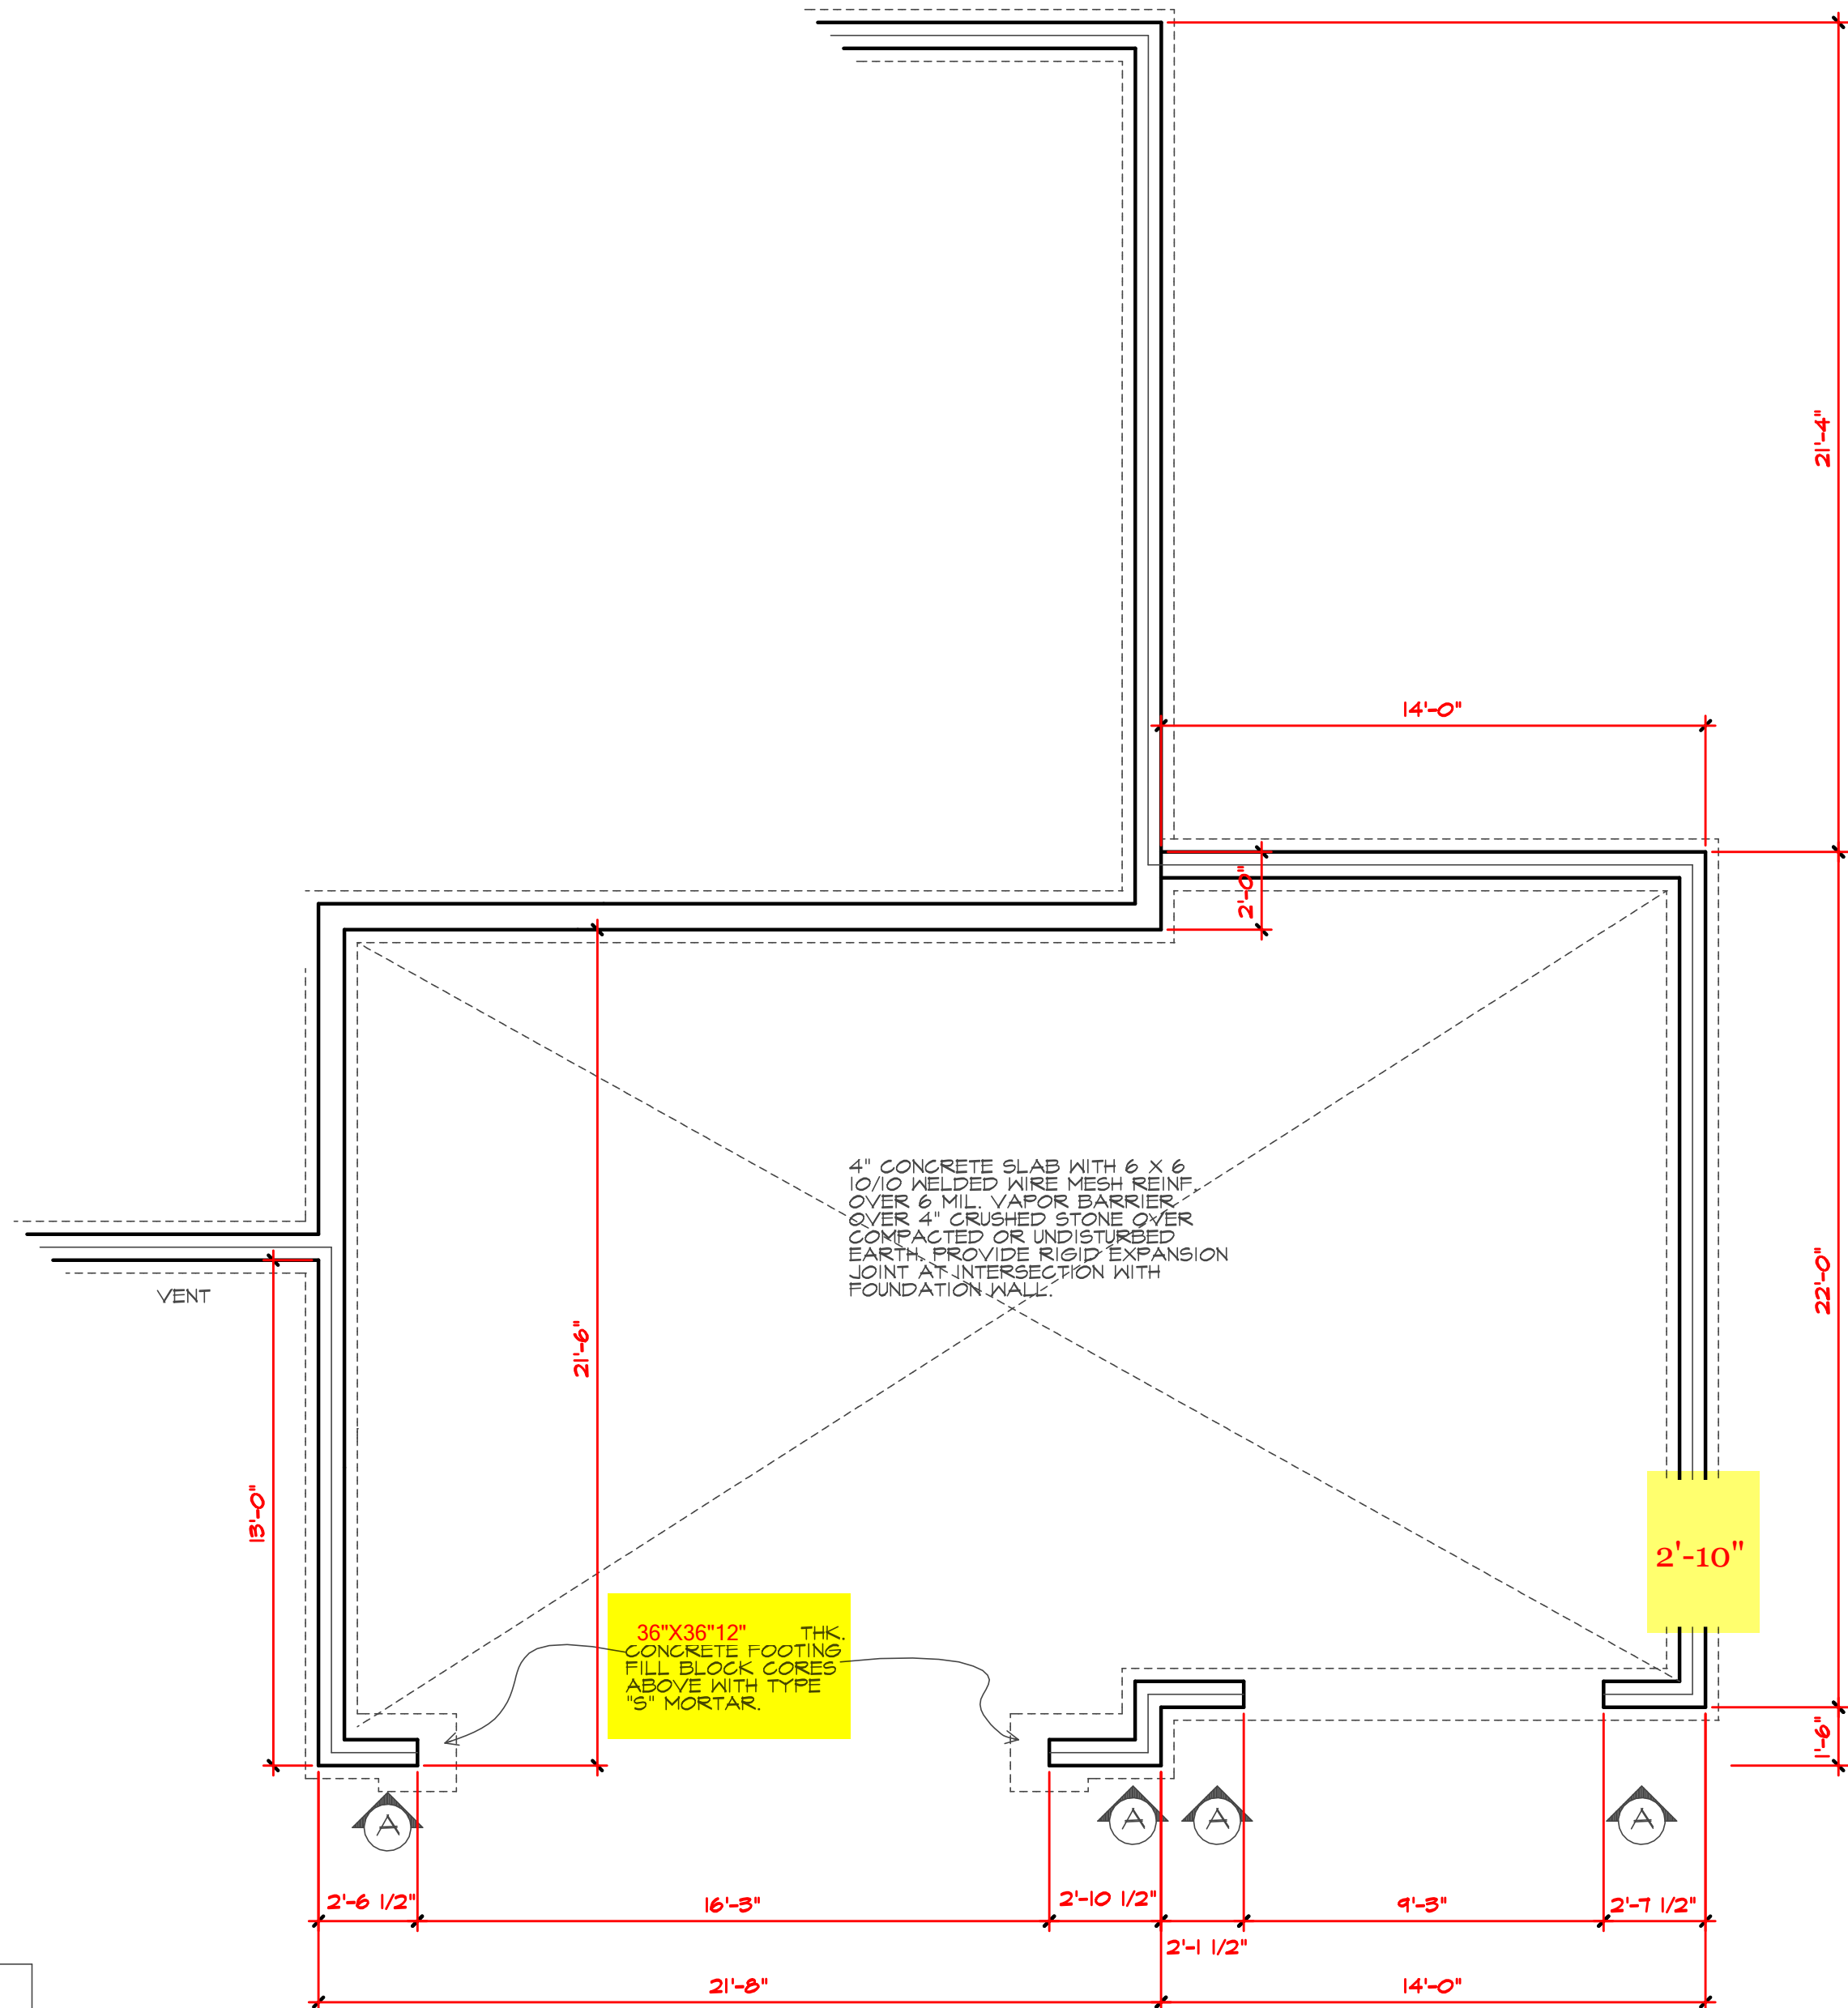 21'-4"
14'-0"
2'-0"
4" CONCRETE SLAB WITH 6 X 6
10/10 WELDED WIRE MESH REINF.
OVER 6 MIL. VAPOR BARRIER
OVER 4" CRUSHED STONE OVER
COMPACTED OR UNDISTURBED
EARTH. PROVIDE RIGID EXPANSION
JOINT AT INTERSECTION WITH
FOUNDATION WALL.
VENT
22'-0"
21'-6"
13'-0"
2'-10"
36"X36"12" THK.
CONCRETE FOOTING
FILL BLOCK CORES
ABOVE WITH TYPE
"S" MORTAR.
1'-6"
A
A
A
A
2'-6 1/2"
16'-3"
2'-10 1/2"
9'-3"
2'-7 1/2"
2'-1 1/2"
21'-8"
14'-0"